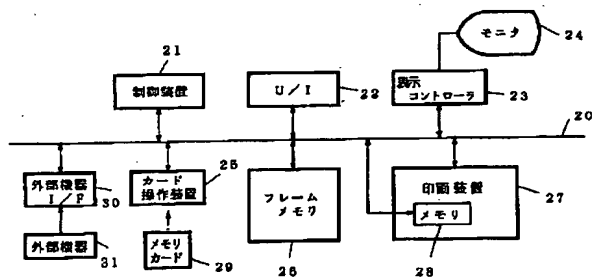 モニタ
24
21
制御装置
U/I
22
表示
コントローラ
23
20
外部機器
I/F
30
カード
操作装置
25
フレーム
メモリ
26
印画装置
メモリ
27
28
外部機器
31
メモリ
カード
29